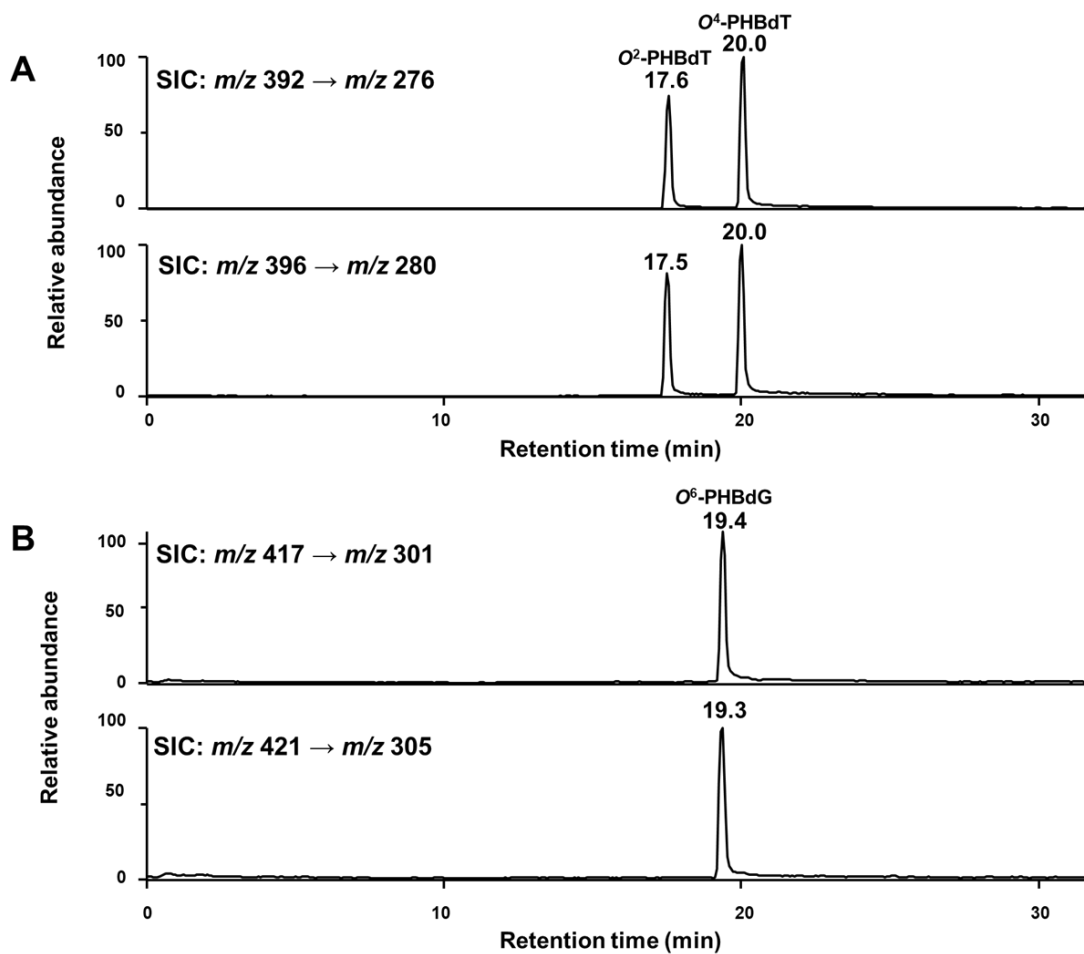 A
Relative abundance
O⁴-PHBdT
O²-PHBdT
20.0
17.6
SIC: m/z 392 → m/z 276
100
50
0
20.0
17.5
SIC: m/z 396 → m/z 280
100
50
0
0 10 20 30
Retention time (min)
B
Relative abundance
O⁶-PHBdG
19.4
SIC: m/z 417 → m/z 301
100
50
0
Relative abundance
19.3
SIC: m/z 421 → m/z 305
100
50
0
0 10 20 30
Retention time (min)